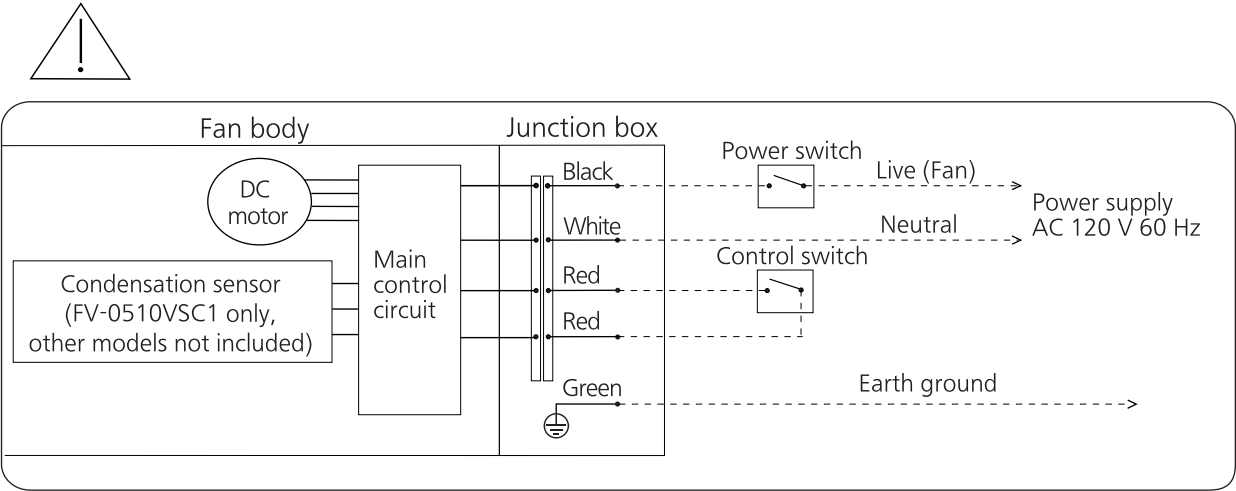 Fan body
Junction box
DC
motor
Condensation sensor
(FV-0510VSC1 only,
other models not included)
Main
control
circuit
Black
White
Red
Red
Green
Power switch
Live (Fan)
Neutral
Power supply
AC 120 V 60 Hz
Control switch
Earth ground